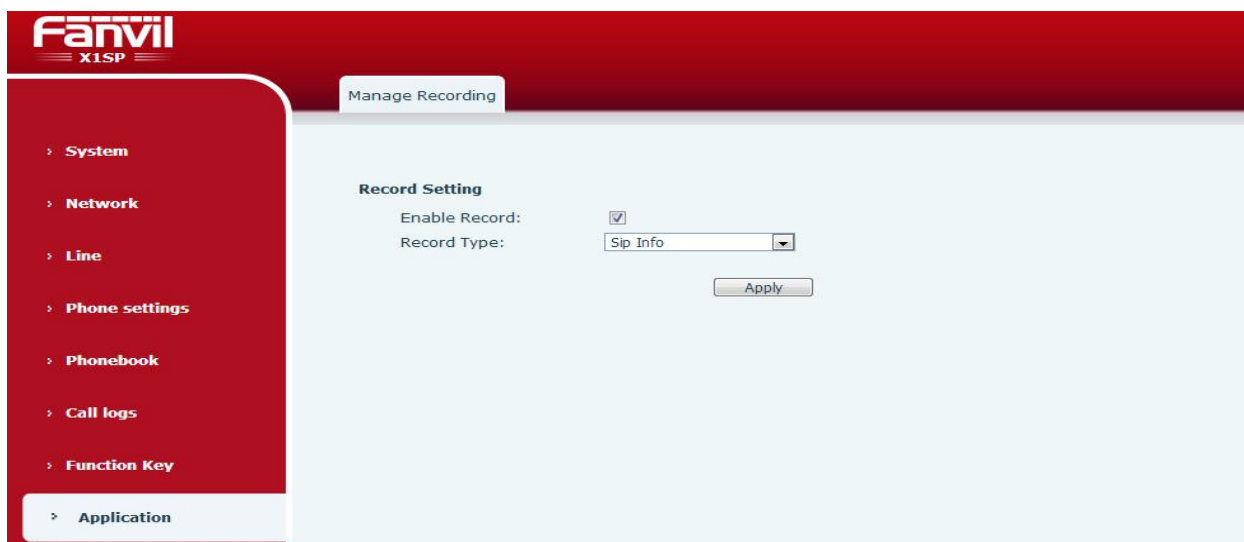 Fanvil
X1SP
Manage Recording
System
Network
Line
Phone settings
Phonebook
Call logs
Function Key
Application
Record Setting
Enable Record:
Record Type: Sip Info
Apply